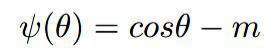 ψ(θ) = cosθ − m